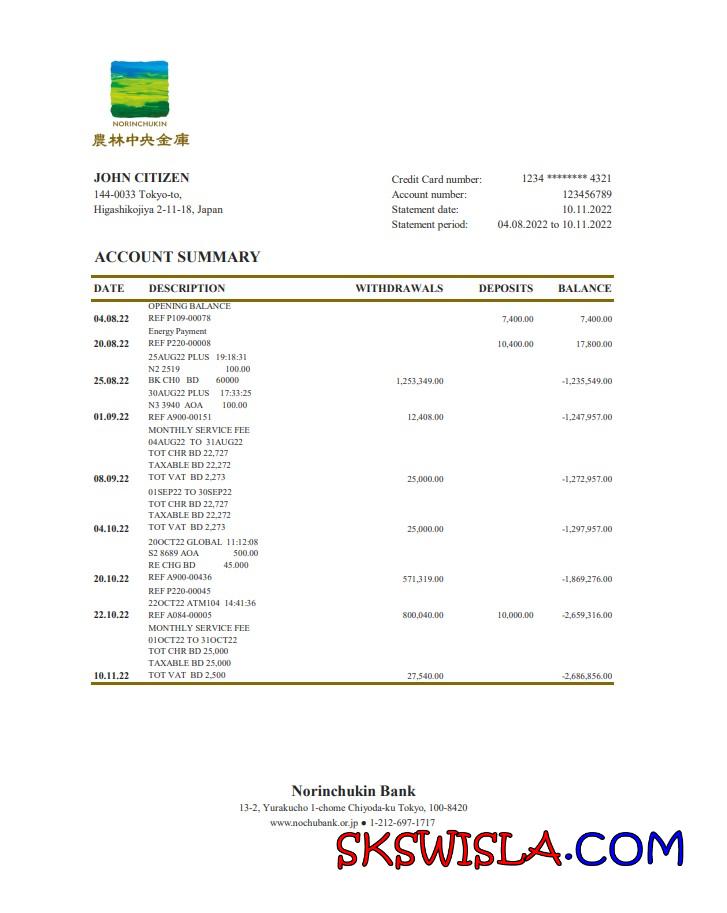 NORINCHUKIN
農林中央金庫
JOHN CITIZEN
144-0033 Tokyo-to,
Higashikojiya 2-11-18, Japan
Credit Card number: 1234 ******** 4321
Account number: 123456789
Statement date: 10.11.2022
Statement period: 04.08.2022 to 10.11.2022
ACCOUNT SUMMARY
DATE DESCRIPTION WITHDRAWALS DEPOSITS BALANCE
OPENING BALANCE
04.08.22 REF P109-00078 7,400.00 7,400.00
Energy Payment
20.08.22 REF P220-00008 10,400.00 17,800.00
25AUG22 PLUS 19:18:31
N2 2519 100.00
25.08.22 BK CH0 BD 60000 1,253,349.00 -1,235,549.00
30AUG22 PLUS 17:33:25
N3 3940 AOA 100.00
01.09.22 REF A900-00151 12,408.00 -1,247,957.00
MONTHLY SERVICE FEE
04AUG22 TO 31AUG22
TOT CHR BD 22,727
TAXABLE BD 22,272
08.09.22 TOT VAT BD 2,273 25,000.00 -1,272,957.00
01SEP22 TO 30SEP22
TOT CHR BD 22,727
TAXABLE BD 22,272
04.10.22 TOT VAT BD 2,273 25,000.00 -1,297,957.00
20OCT22 GLOBAL 11:12:08
S2 8689 AOA 500.00
RE CHG BD 45.000
20.10.22 REF A900-00436 571,319.00 -1,869,276.00
REF P220-00045
22OCT22 ATM104 14:41:36
22.10.22 REF A084-00005 800,040.00 10,000.00 -2,659,316.00
MONTHLY SERVICE FEE
01OCT22 TO 31OCT22
TOT CHR BD 25,000
TAXABLE BD 25,000
10.11.22 TOT VAT BD 2,500 27,540.00 -2,686,856.00
Norinchukin Bank
13-2, Yurakucho 1-chome Chiyoda-ku Tokyo, 100-8420
www.nochubank.or.jp ● 1-212-697-1717
SKSWISLA.COM